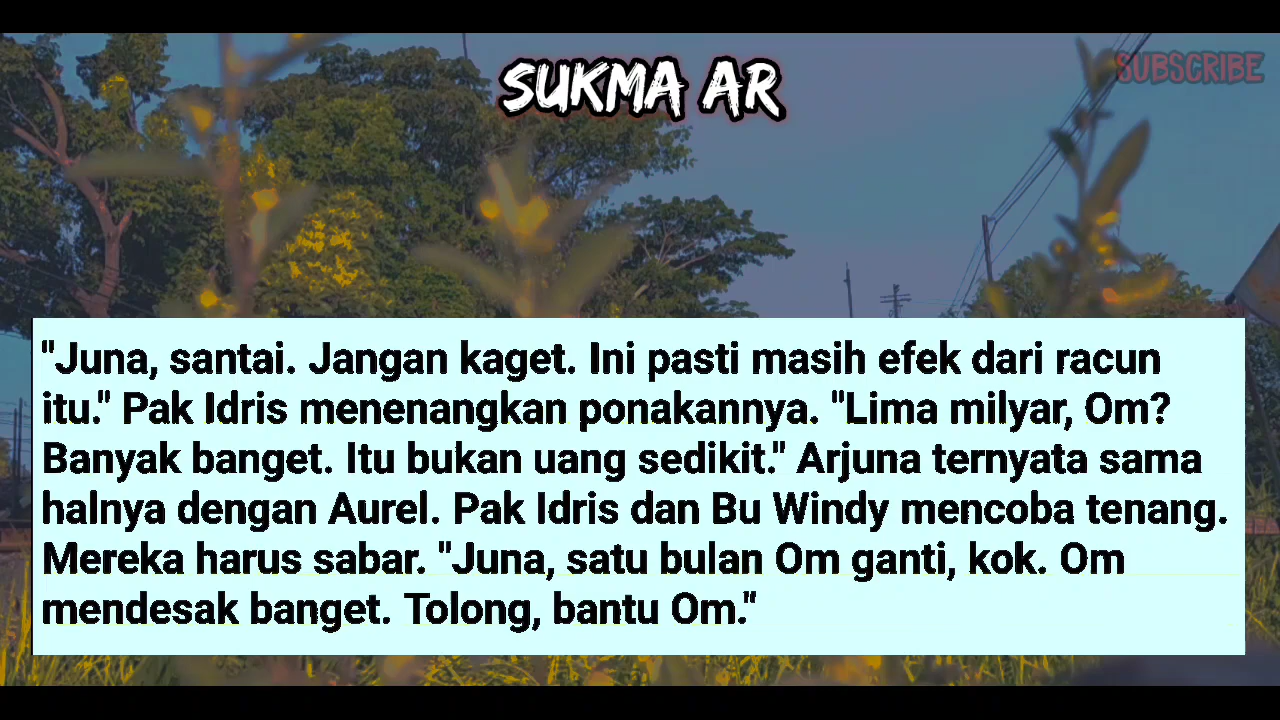 SUKMA AR
SUBSCRIBE
"Juna, santai. Jangan kaget. Ini pasti masih efek dari racun
itu." Pak Idris menenangkan ponakannya. "Lima milyar, Om?
Banyak banget. Itu bukan uang sedikit." Arjuna ternyata sama
halnya dengan Aurel. Pak Idris dan Bu Windy mencoba tenang.
Mereka harus sabar. "Juna, satu bulan Om ganti, kok. Om
mendesak banget. Tolong, bantu Om."